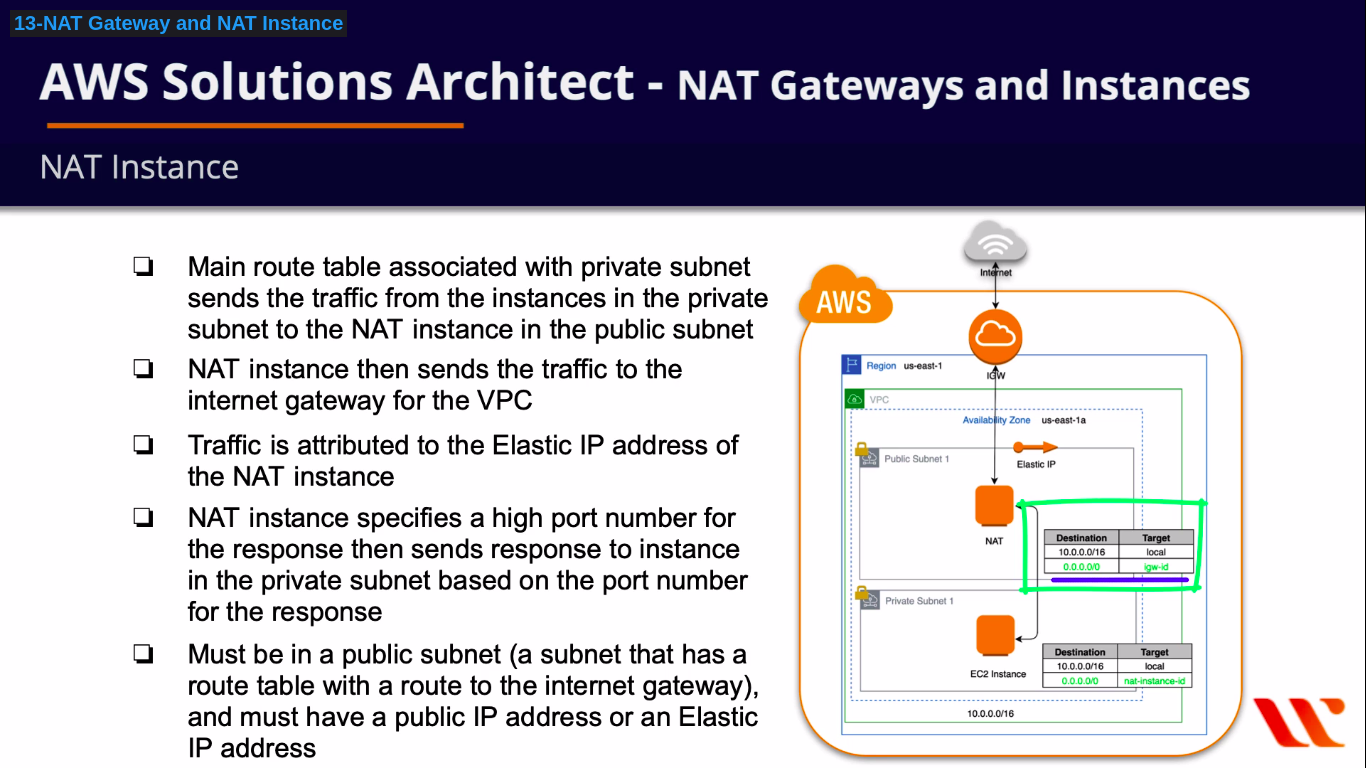 13-NAT Gateway and NAT Instance
AWS Solutions Architect - NAT Gateways and Instances
NAT Instance
❏ Main route table associated with private subnet
sends the traffic from the instances in the private
subnet to the NAT instance in the public subnet
❏ NAT instance then sends the traffic to the
internet gateway for the VPC
❏ Traffic is attributed to the Elastic IP address of
the NAT instance
❏ NAT instance specifies a high port number for
the response then sends response to instance
in the private subnet based on the port number
for the response
❏ Must be in a public subnet (a subnet that has a
route table with a route to the internet gateway),
and must have a public IP address or an Elastic
IP address
Internet
AWS
IGW
Region us-east-1
VPC
Availability Zone us-east-1a
Public Subnet 1
Elastic IP
NAT
Destination Target
10.0.0.0/16 local
0.0.0.0/0 igw-id
Private Subnet 1
EC2 Instance
Destination Target
10.0.0.0/16 local
0.0.0.0/0 nat-instance-id
10.0.0.0/16